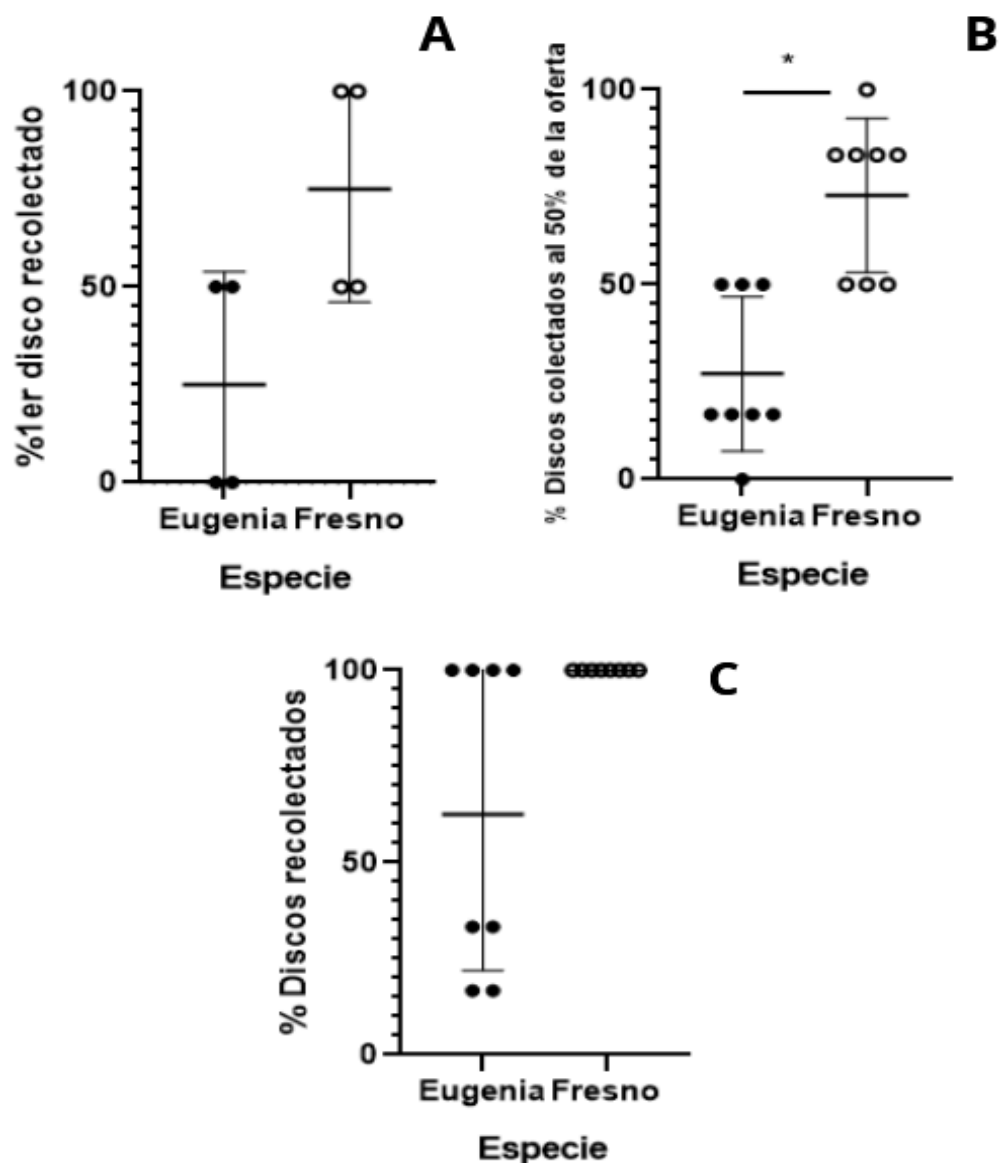 A
%1er disco recolectado
100
50
0
Eugenia Fresno
Especie
B
*
% Discos colectados al 50% de la oferta
100
50
0
Eugenia Fresno
Especie
C
% Discos recolectados
100
50
0
Eugenia Fresno
Especie